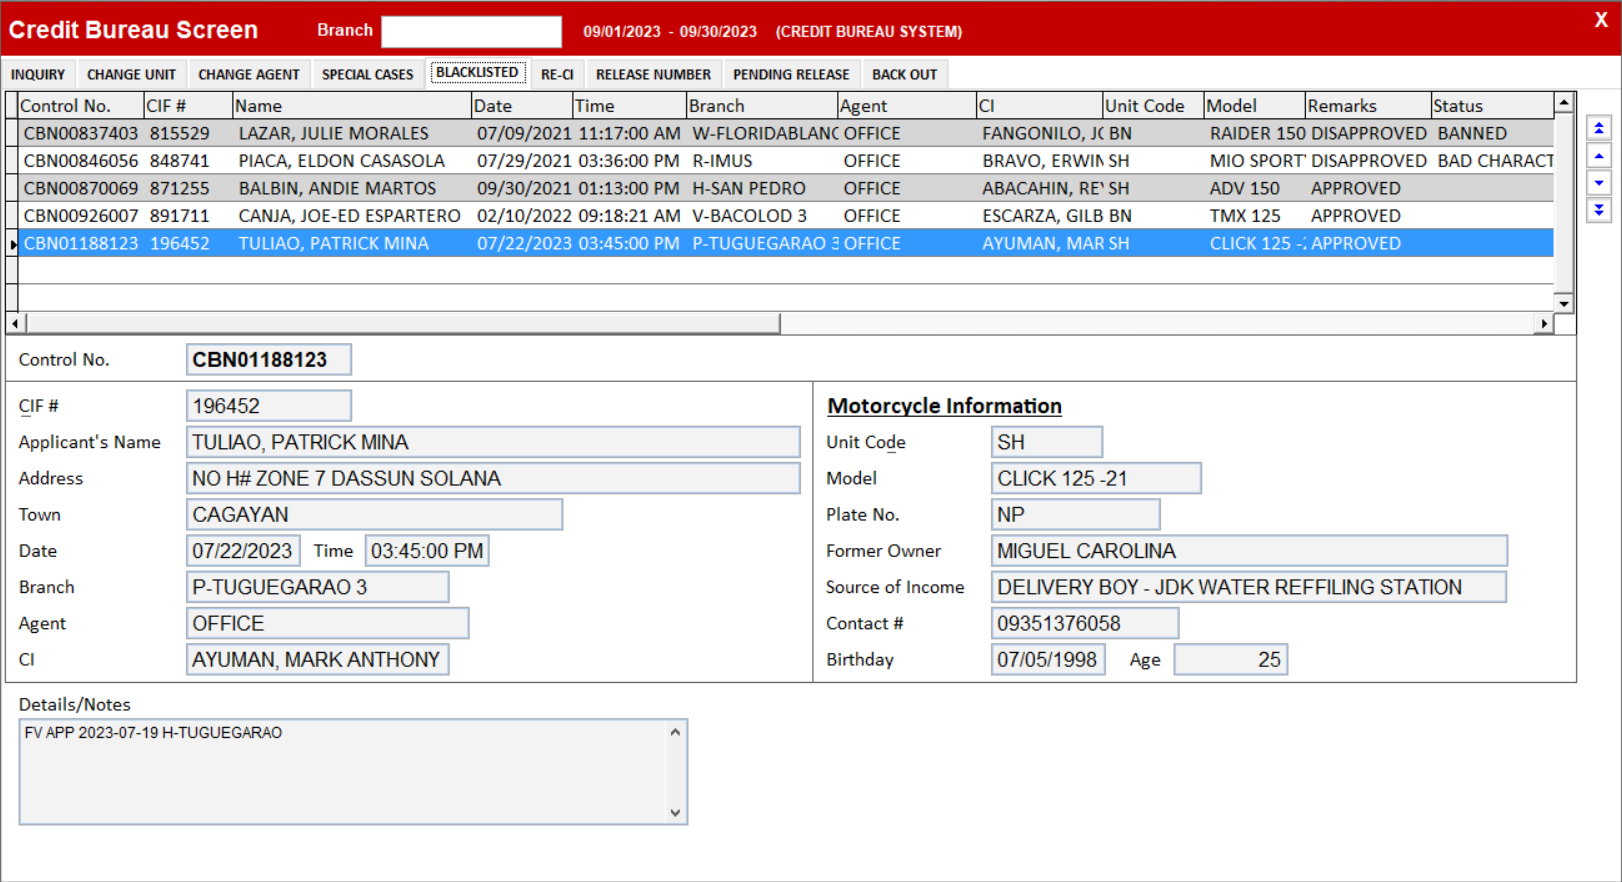 Credit Bureau Screen Branch 09/01/2023 - 09/30/2023 (CREDIT BUREAU SYSTEM) X
INQUIRY CHANGE UNIT CHANGE AGENT SPECIAL CASES BLACKLISTED RE-CI RELEASE NUMBER PENDING RELEASE BACK OUT
Control No. CIF # Name Date Time Branch Agent CI Unit Code Model Remarks Status
CBN00837403 815529 LAZAR, JULIE MORALES 07/09/2021 11:17:00 AM W-FLORIDABLANC OFFICE FANGONILO, JC BN RAIDER 150 DISAPPROVED BANNED
CBN00846056 848741 PIACA, ELDON CASASOLA 07/29/2021 03:36:00 PM R-IMUS OFFICE BRAVO, ERWIN SH MIO SPORT DISAPPROVED BAD CHARACT
CBN00870069 871255 BALBIN, ANDIE MARTOS 09/30/2021 01:13:00 PM H-SAN PEDRO OFFICE ABACAHIN, RE SH ADV 150 APPROVED
CBN00926007 891711 CANJA, JOE-ED ESPARTERO 02/10/2022 09:18:21 AM V-BACOLOD 3 OFFICE ESCARZA, GILB BN TMX 125 APPROVED
CBN01188123 196452 TULIAO, PATRICK MINA 07/22/2023 03:45:00 PM P-TUGUEGARAO 3 OFFICE AYUMAN, MAR SH CLICK 125 - APPROVED
Control No. CBN01188123
CIF # 196452
Applicant's Name TULIAO, PATRICK MINA
Address NO H# ZONE 7 DASSUN SOLANA
Town CAGAYAN
Date 07/22/2023 Time 03:45:00 PM
Branch P-TUGUEGARAO 3
Agent OFFICE
CI AYUMAN, MARK ANTHONY
Motorcycle Information
Unit Code SH
Model CLICK 125 -21
Plate No. NP
Former Owner MIGUEL CAROLINA
Source of Income DELIVERY BOY - JDK WATER REFFILING STATION
Contact # 09351376058
Birthday 07/05/1998 Age 25
Details/Notes
FV APP 2023-07-19 H-TUGUEGARAO